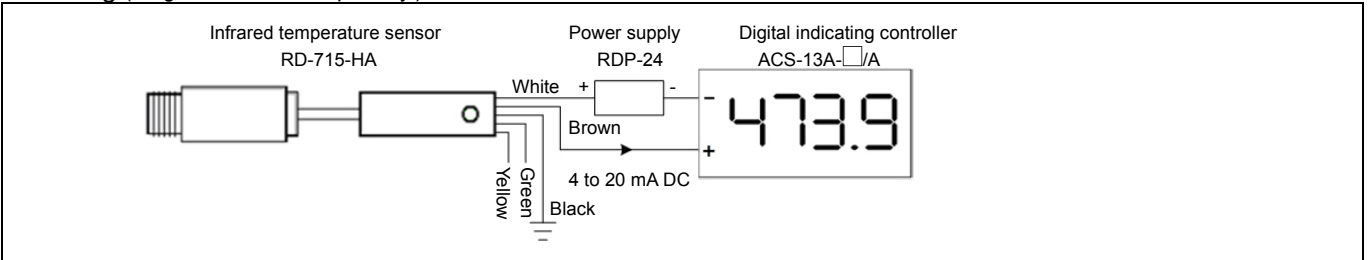 Infrared temperature sensor
RD-715-HA
Power supply
RDP-24
Digital indicating controller
ACS-13A-□/A
White
+
-
-
473.9
Brown
+
4 to 20 mA DC
Yellow
Green
Black